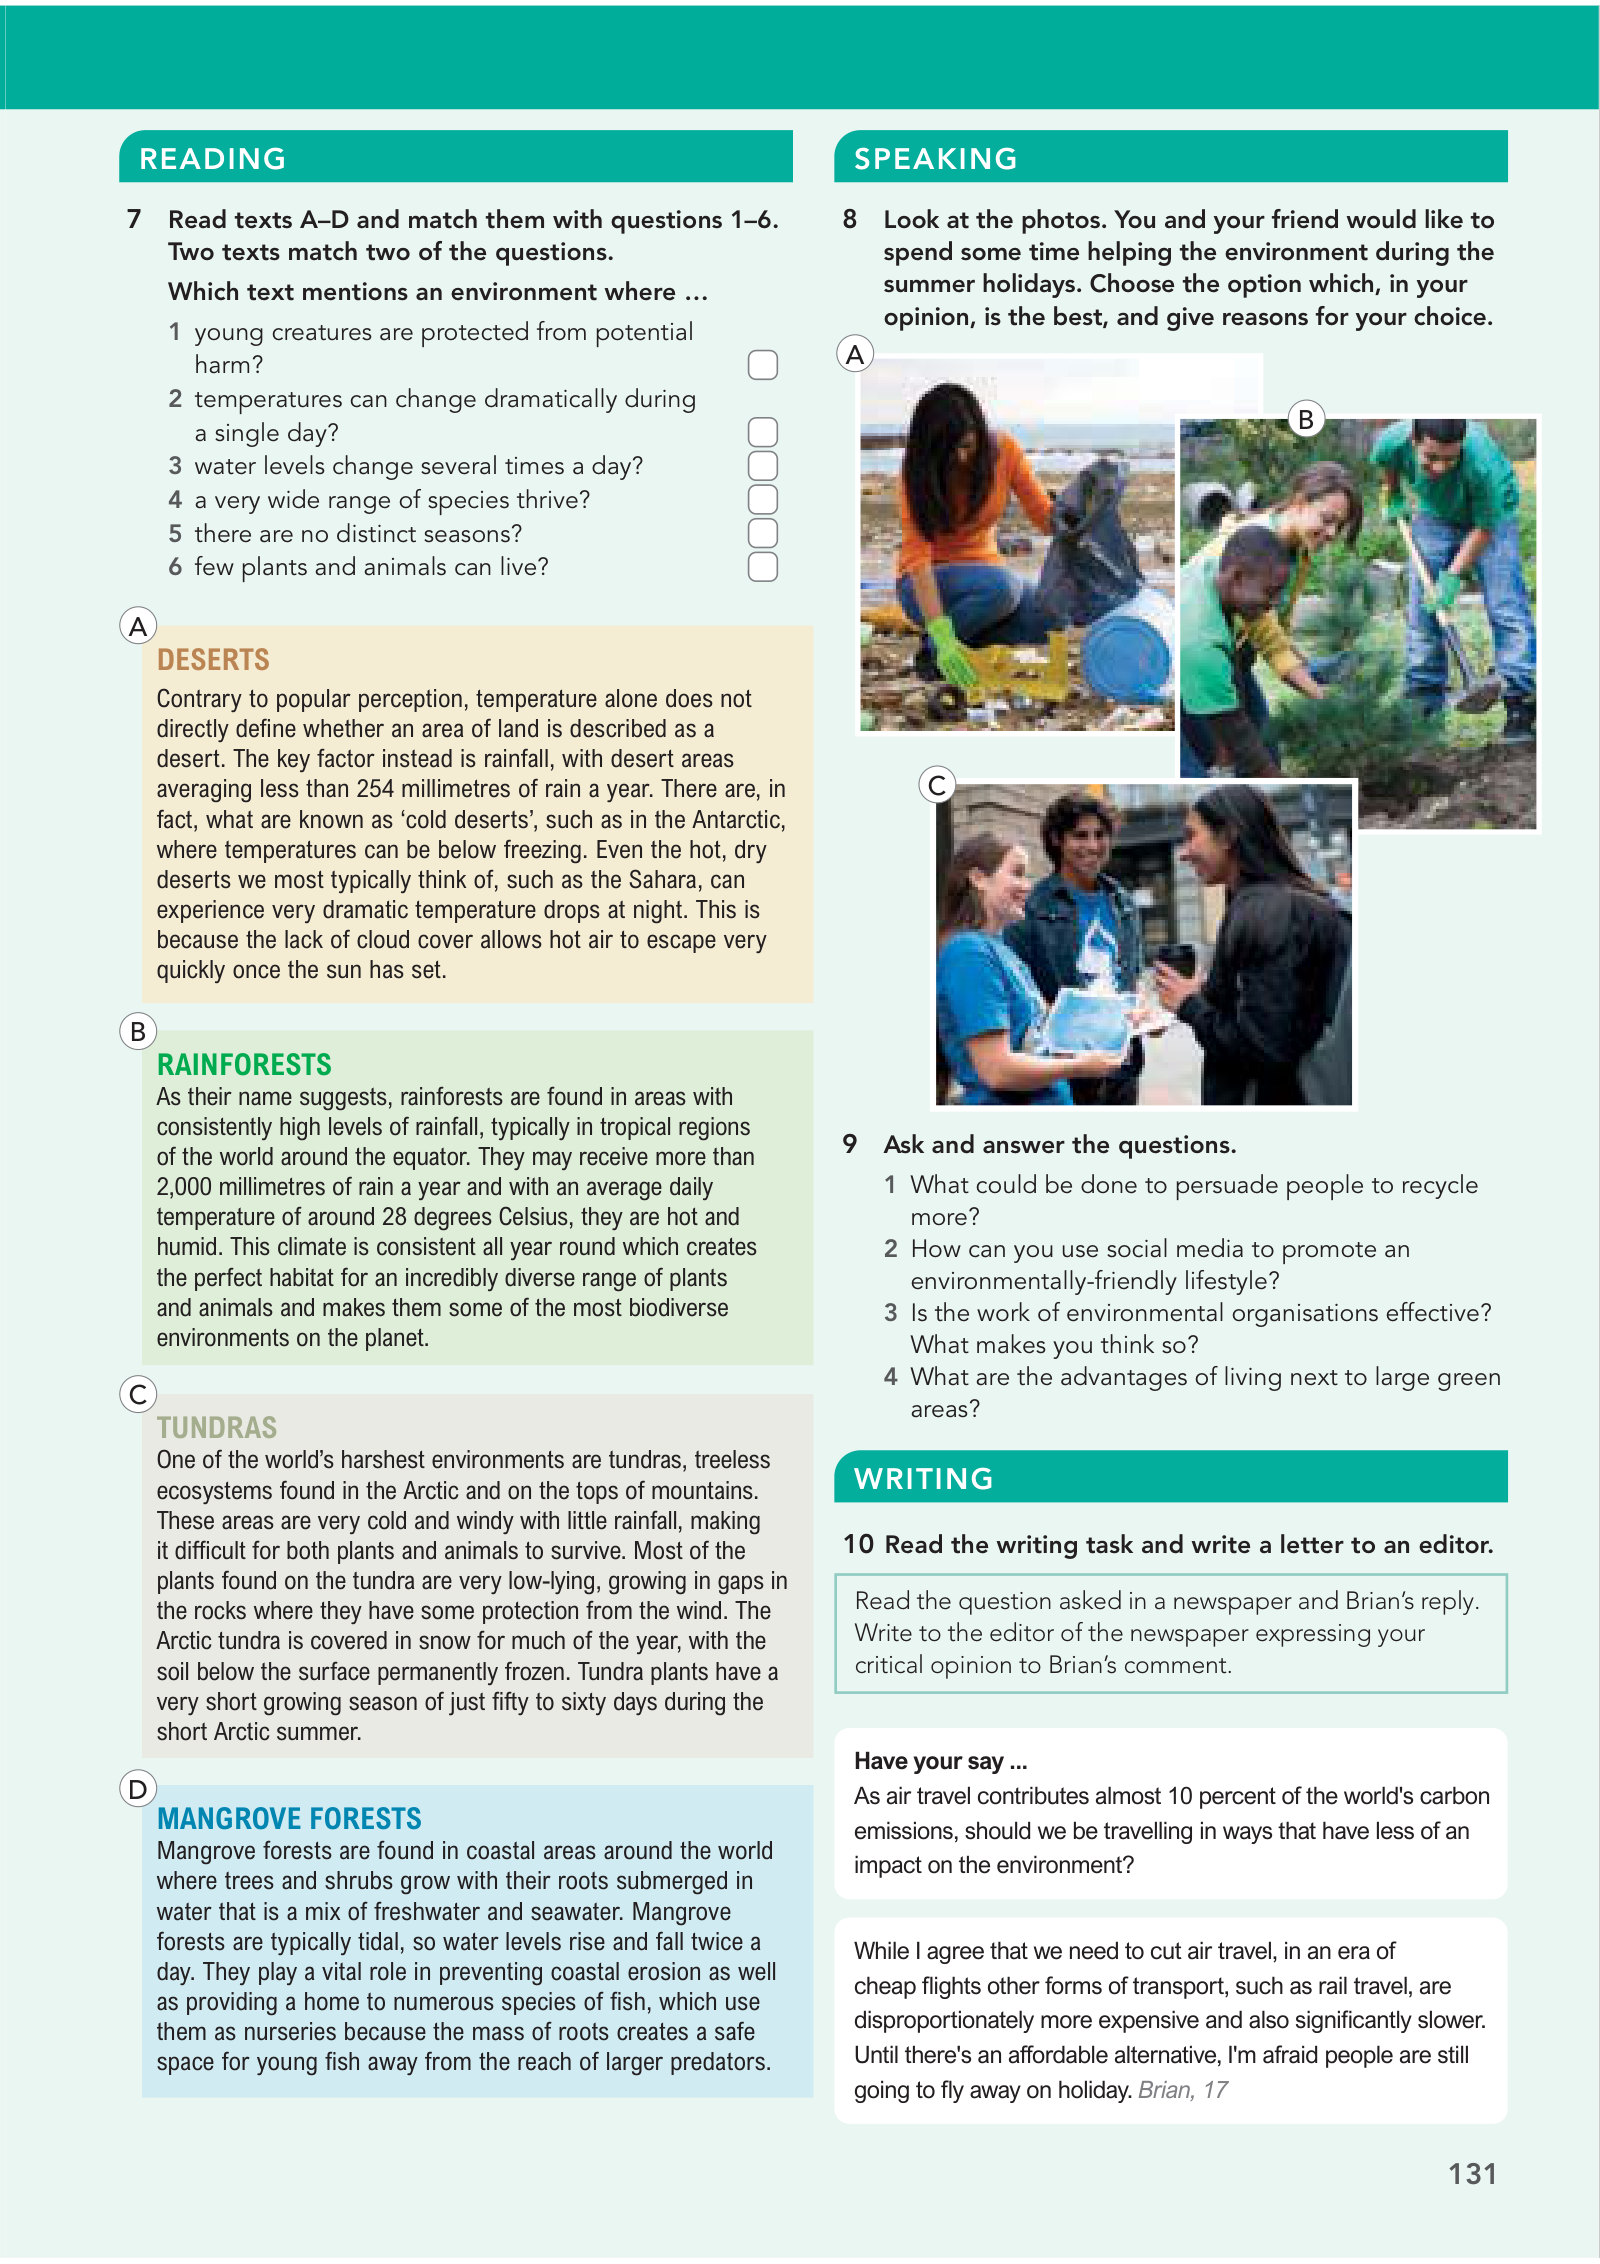 READING
7 Read texts A–D and match them with questions 1–6.
Two texts match two of the questions.
Which text mentions an environment where …
1 young creatures are protected from potential
harm?
2 temperatures can change dramatically during
a single day?
3 water levels change several times a day?
4 a very wide range of species thrive?
5 there are no distinct seasons?
6 few plants and animals can live?
A
DESERTS
Contrary to popular perception, temperature alone does not
directly define whether an area of land is described as a
desert. The key factor instead is rainfall, with desert areas
averaging less than 254 millimetres of rain a year. There are, in
fact, what are known as ‘cold deserts’, such as in the Antarctic,
where temperatures can be below freezing. Even the hot, dry
deserts we most typically think of, such as the Sahara, can
experience very dramatic temperature drops at night. This is
because the lack of cloud cover allows hot air to escape very
quickly once the sun has set.
B
RAINFORESTS
As their name suggests, rainforests are found in areas with
consistently high levels of rainfall, typically in tropical regions
of the world around the equator. They may receive more than
2,000 millimetres of rain a year and with an average daily
temperature of around 28 degrees Celsius, they are hot and
humid. This climate is consistent all year round which creates
the perfect habitat for an incredibly diverse range of plants
and animals and makes them some of the most biodiverse
environments on the planet.
C
TUNDRAS
One of the world’s harshest environments are tundras, treeless
ecosystems found in the Arctic and on the tops of mountains.
These areas are very cold and windy with little rainfall, making
it difficult for both plants and animals to survive. Most of the
plants found on the tundra are very low-lying, growing in gaps in
the rocks where they have some protection from the wind. The
Arctic tundra is covered in snow for much of the year, with the
soil below the surface permanently frozen. Tundra plants have a
very short growing season of just fifty to sixty days during the
short Arctic summer.
D
MANGROVE FORESTS
Mangrove forests are found in coastal areas around the world
where trees and shrubs grow with their roots submerged in
water that is a mix of freshwater and seawater. Mangrove
forests are typically tidal, so water levels rise and fall twice a
day. They play a vital role in preventing coastal erosion as well
as providing a home to numerous species of fish, which use
them as nurseries because the mass of roots creates a safe
space for young fish away from the reach of larger predators.
SPEAKING
8 Look at the photos. You and your friend would like to
spend some time helping the environment during the
summer holidays. Choose the option which, in your
opinion, is the best, and give reasons for your choice.
A
B
C
9 Ask and answer the questions.
1 What could be done to persuade people to recycle
more?
2 How can you use social media to promote an
environmentally-friendly lifestyle?
3 Is the work of environmental organisations effective?
What makes you think so?
4 What are the advantages of living next to large green
areas?
WRITING
10 Read the writing task and write a letter to an editor.
Read the question asked in a newspaper and Brian’s reply.
Write to the editor of the newspaper expressing your
critical opinion to Brian’s comment.
Have your say ...
As air travel contributes almost 10 percent of the world's carbon
emissions, should we be travelling in ways that have less of an
impact on the environment?
While I agree that we need to cut air travel, in an era of
cheap flights other forms of transport, such as rail travel, are
disproportionately more expensive and also significantly slower.
Until there's an affordable alternative, I'm afraid people are still
going to fly away on holiday. Brian, 17
131